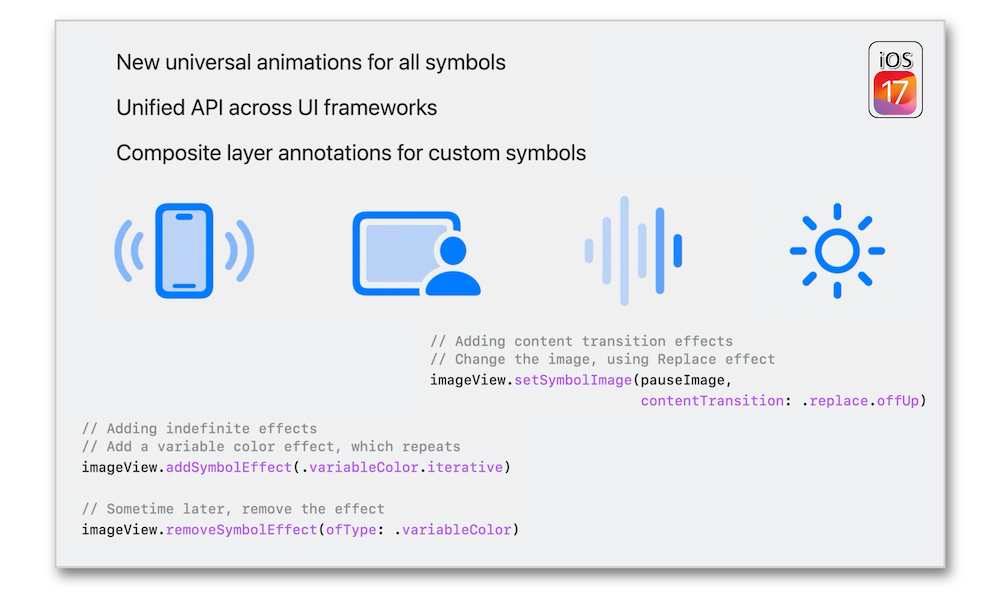 New universal animations for all symbols
Unified API across UI frameworks
Composite layer annotations for custom symbols
iOS
17
// Adding content transition effects
// Change the image, using Replace effect
imageView.setSymbolImage(pauseImage,
contentTransition: .replace.offUp)
// Adding indefinite effects
// Add a variable color effect, which repeats
imageView.addSymbolEffect(.variableColor.iterative)
// Sometime later, remove the effect
imageView.removeSymbolEffect(ofType: .variableColor)